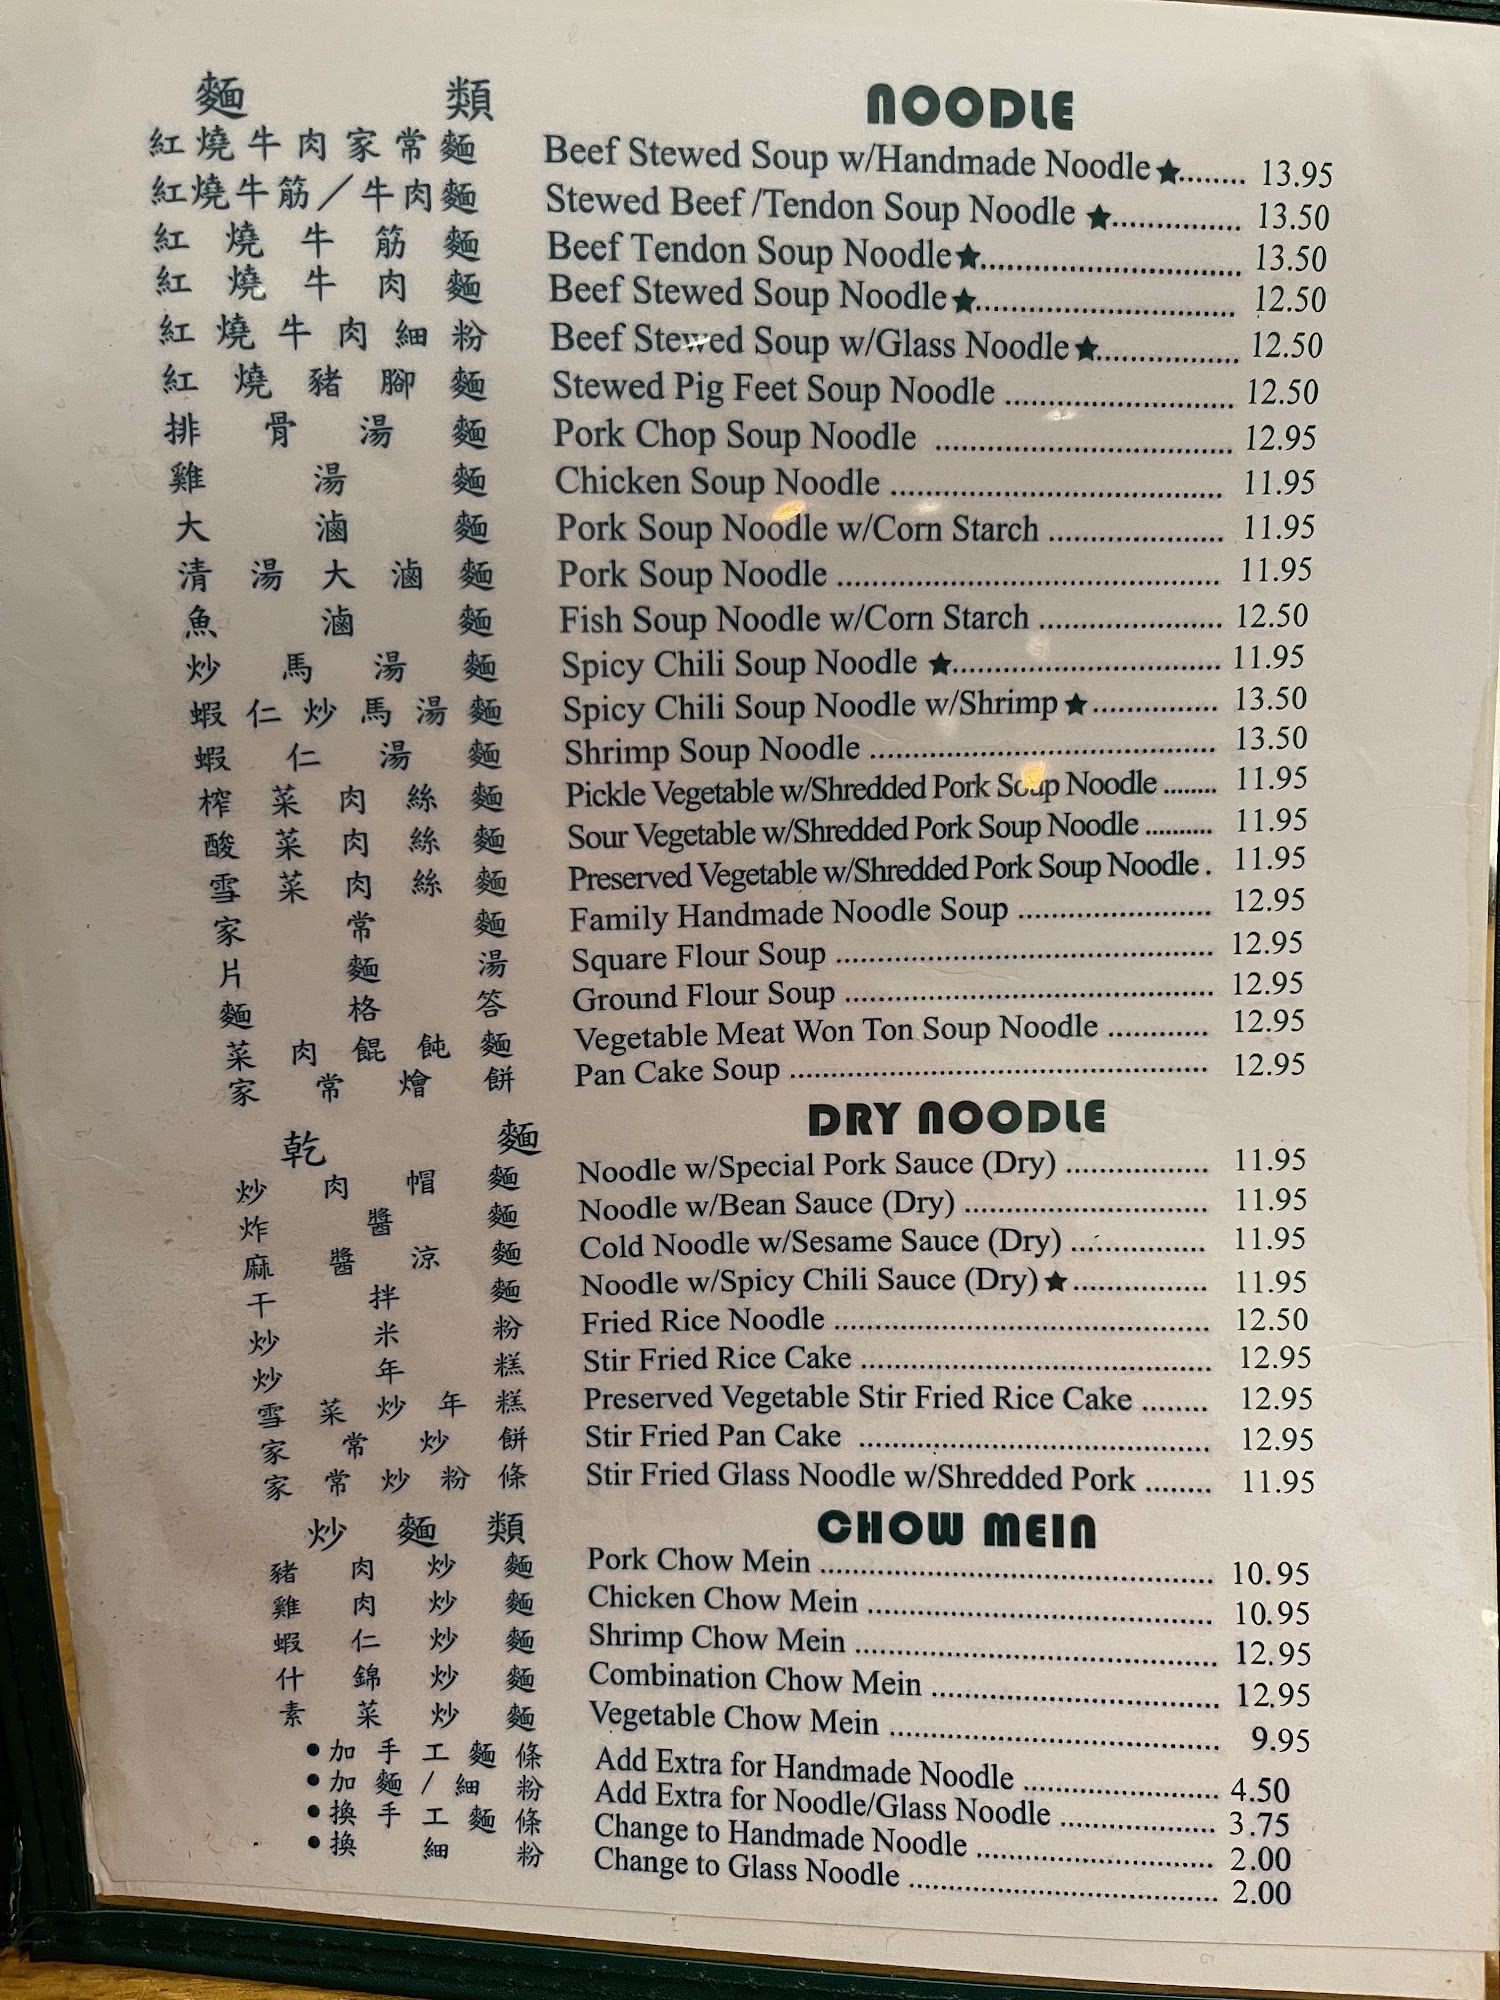 麵類 NOODLE
紅燒牛肉家常麵 Beef Stewed Soup w/Handmade Noodle★........ 13.95
紅燒牛筋/牛肉麵 Stewed Beef /Tendon Soup Noodle ★................ 13.50
紅燒牛筋麵 Beef Tendon Soup Noodle★................................ 13.50
紅燒牛肉麵 Beef Stewed Soup Noodle★................................ 12.50
紅燒牛肉細粉 Beef Stewed Soup w/Glass Noodle★.................. 12.50
紅燒豬腳麵 Stewed Pig Feet Soup Noodle ............................ 12.50
排骨湯麵 Pork Chop Soup Noodle .................................... 12.95
雞湯麵 Chicken Soup Noodle ......................................... 11.95
大滷麵 Pork Soup Noodle w/Corn Starch ...................... 11.95
清湯大滷麵 Pork Soup Noodle ............................................... 11.95
魚滷麵 Fish Soup Noodle w/Corn Starch ....................... 12.50
炒馬湯麵 Spicy Chili Soup Noodle ★................................. 11.95
蝦仁炒馬湯麵 Spicy Chili Soup Noodle w/Shrimp★................ 13.50
蝦仁湯麵 Shrimp Soup Noodle ........................................... 13.50
榨菜肉絲麵 Pickle Vegetable w/Shredded Pork Soup Noodle ........ 11.95
酸菜肉絲麵 Sour Vegetable w/Shredded Pork Soup Noodle .......... 11.95
雪菜肉絲麵 Preserved Vegetable w/Shredded Pork Soup Noodle . 11.95
家常麵 Family Handmade Noodle Soup ........................ 12.95
片麵湯 Square Flour Soup .............................................. 12.95
麵格答 Ground Flour Soup ............................................. 12.95
菜肉餛飩麵 Vegetable Meat Won Ton Soup Noodle ............ 12.95
家常燴餅 Pan Cake Soup ................................................... 12.95
乾麵 DRY NOODLE
炒肉帽麵 Noodle w/Special Pork Sauce (Dry) .................. 11.95
炸醬麵 Noodle w/Bean Sauce (Dry) .............................. 11.95
麻醬涼麵 Cold Noodle w/Sesame Sauce (Dry) ................. 11.95
干拌麵 Noodle w/Spicy Chili Sauce (Dry)★................. 11.95
炒米粉 Fried Rice Noodle .............................................. 12.50
炒年糕 Stir Fried Rice Cake ........................................... 12.95
雪菜炒年糕 Preserved Vegetable Stir Fried Rice Cake ........ 12.95
家常炒餅 Stir Fried Pan Cake ........................................... 12.95
家常炒粉條 Stir Fried Glass Noodle w/Shredded Pork ........ 11.95
炒麵類 CHOW MEIN
豬肉炒麵 Pork Chow Mein ................................................ 10.95
雞肉炒麵 Chicken Chow Mein .......................................... 10.95
蝦仁炒麵 Shrimp Chow Mein ............................................ 12.95
什錦炒麵 Combination Chow Mein ................................... 12.95
素菜炒麵 Vegetable Chow Mein ........................................ 9.95
•加手工麵條 Add Extra for Handmade Noodle ........................ 4.50
•加麵/細粉 Add Extra for Noodle/Glass Noodle ................... 3.75
•換手工麵條 Change to Handmade Noodle ............................. 2.00
•換細粉 Change to Glass Noodle ...................................... 2.00